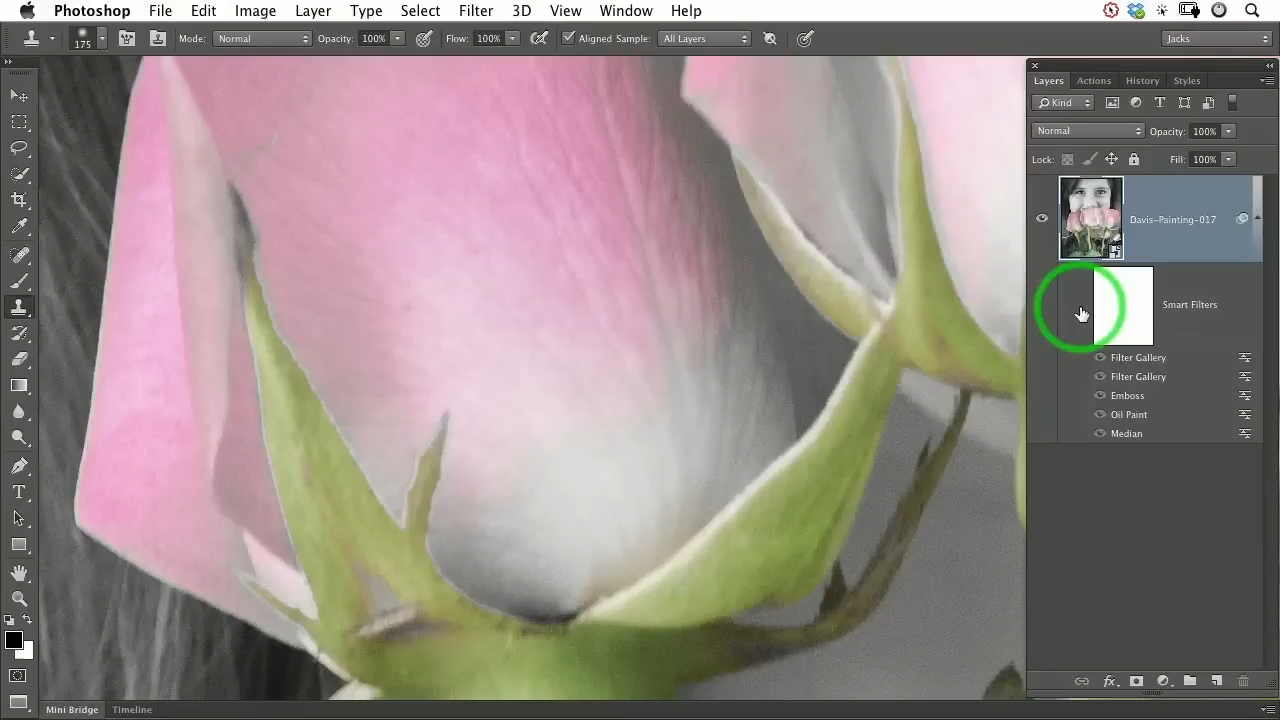 Photoshop File Edit Image Layer Type Select Filter 3D View Window Help
175 Mode: Normal Opacity: 100% Flow: 100% Aligned Sample: All Layers Jacks
Layers Actions History Styles
Kind
Normal Opacity: 100%
Lock: Fill: 100%
Davis-Painting-017
Smart Filters
Filter Gallery
Filter Gallery
Emboss
Oil Paint
Median
Mini Bridge Timeline